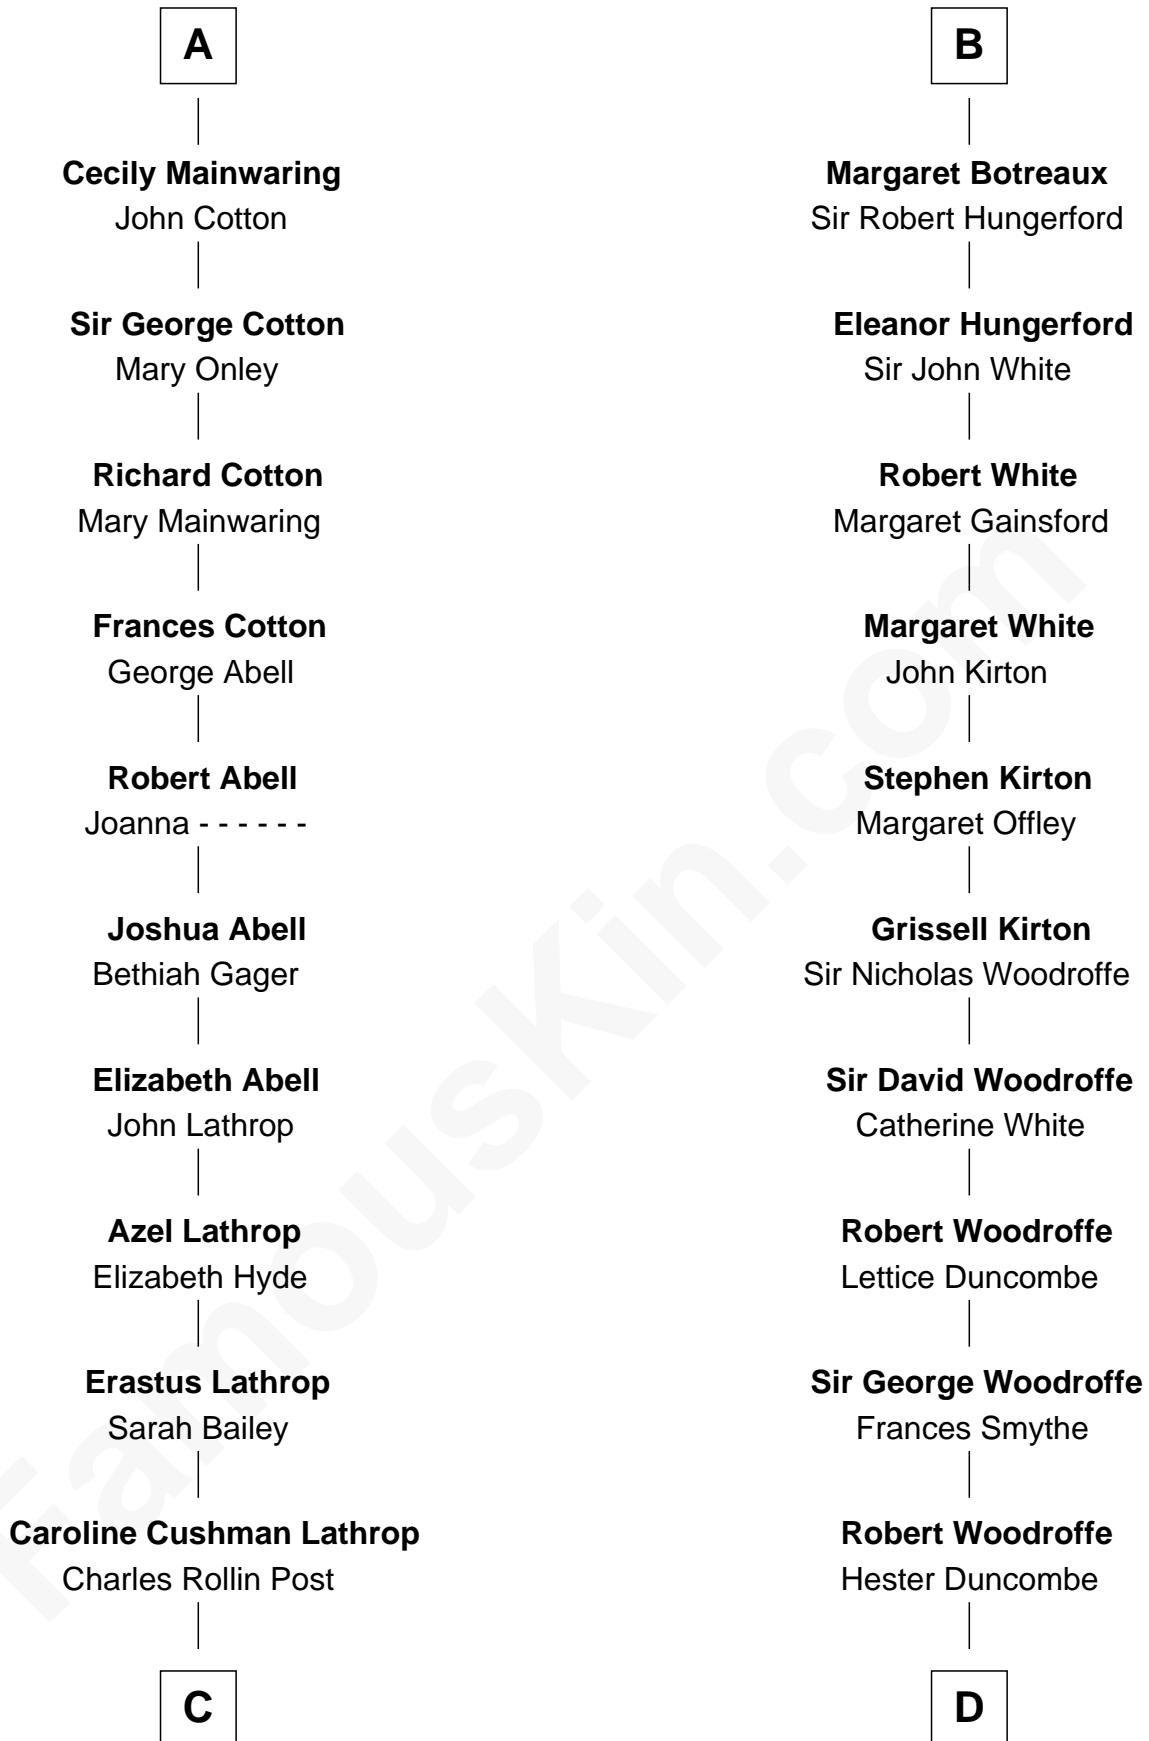 A
Cecily Mainwaring
John Cotton
Sir George Cotton
Mary Onley
Richard Cotton
Mary Mainwaring
Frances Cotton
George Abell
Robert Abell
Joanna - - - - - -
Joshua Abell
Bethiah Gager
Elizabeth Abell
John Lathrop
Azel Lathrop
Elizabeth Hyde
Erastus Lathrop
Sarah Bailey
Caroline Cushman Lathrop
Charles Rollin Post
C
B
Margaret Botreaux
Sir Robert Hungerford
Eleanor Hungerford
Sir John White
Robert White
Margaret Gainsford
Margaret White
John Kirton
Stephen Kirton
Margaret Offley
Grissell Kirton
Sir Nicholas Woodroffe
Sir David Woodroffe
Catherine White
Robert Woodroffe
Lettice Duncombe
Sir George Woodroffe
Frances Smythe
Robert Woodroffe
Hester Duncombe
D
FamousKin.com